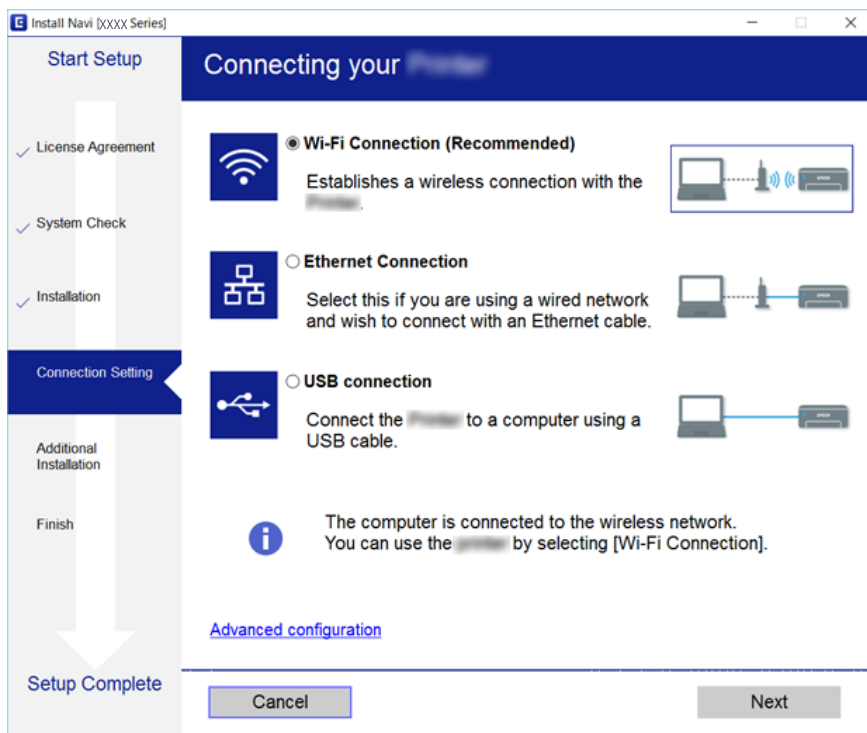 Install Navi [XXXX Series]
Start Setup
License Agreement
System Check
Installation
Connection Setting
Additional
Installation
Finish
Setup Complete
Connecting your
Wi-Fi Connection (Recommended)
Establishes a wireless connection with the
.
Ethernet Connection
Select this if you are using a wired network
and wish to connect with an Ethernet cable.
USB connection
Connect the to a computer using a
USB cable.
The computer is connected to the wireless network.
You can use the by selecting [Wi-Fi Connection].
Advanced configuration
Cancel
Next